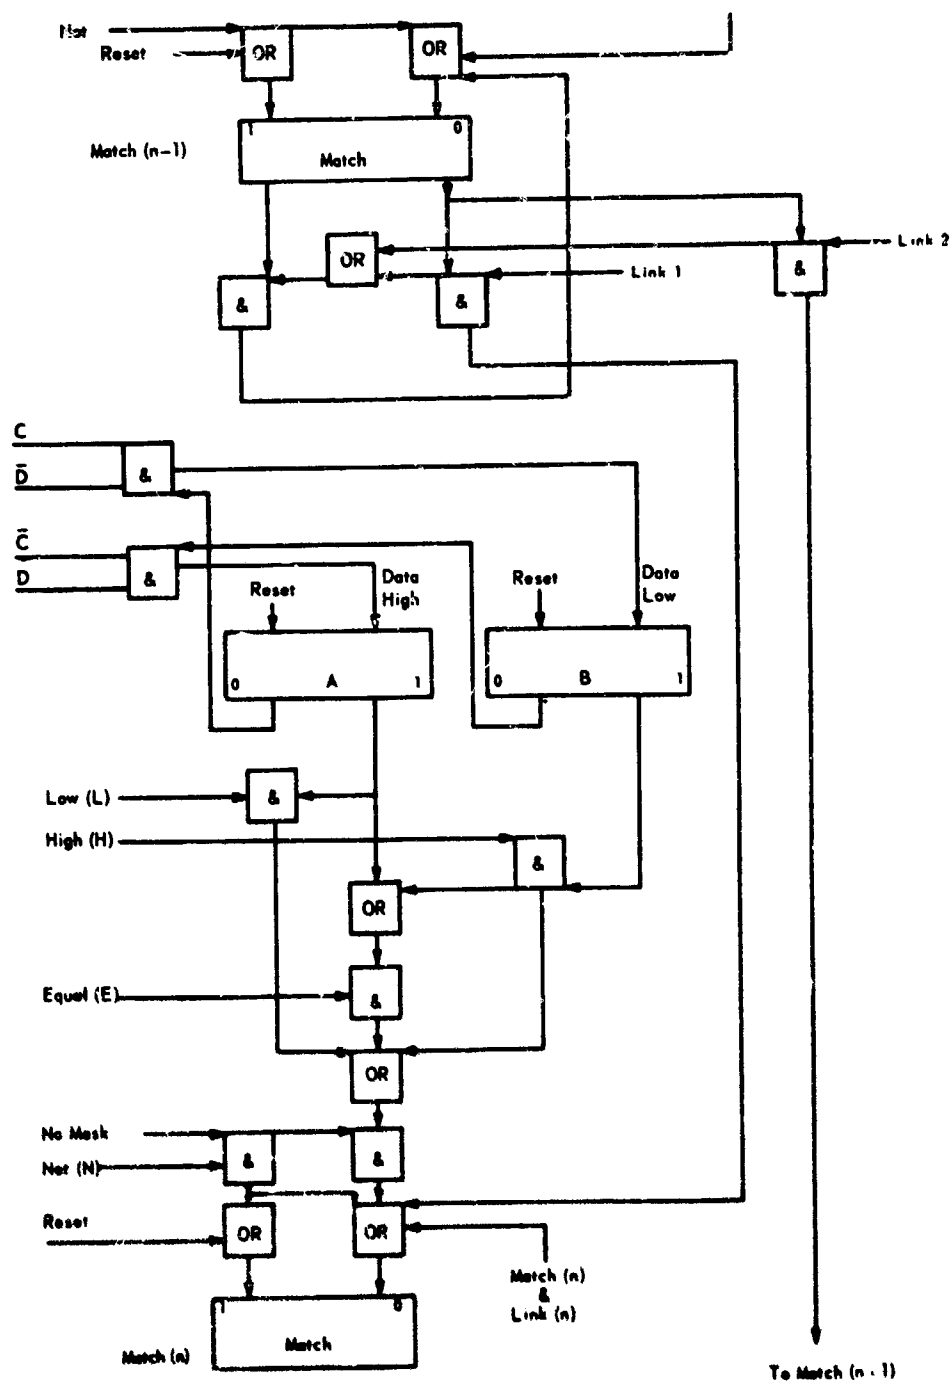 Not
Reset
OR
OR
1
0
Match (n-1)
Match
OR
Link 2
&
Link 1
&
&
C
D̄
&
C̄
D
&
Reset
Data
High
Reset
Data
Low
0
A
1
0
B
1
Low (L)
&
High (H)
&
OR
Equal (E)
&
OR
No Mask
Not (N)
&
&
Reset
OR
OR
Match (n)
&
Link (n)
1
0
Match
Match (n)
To Match (n - 1)